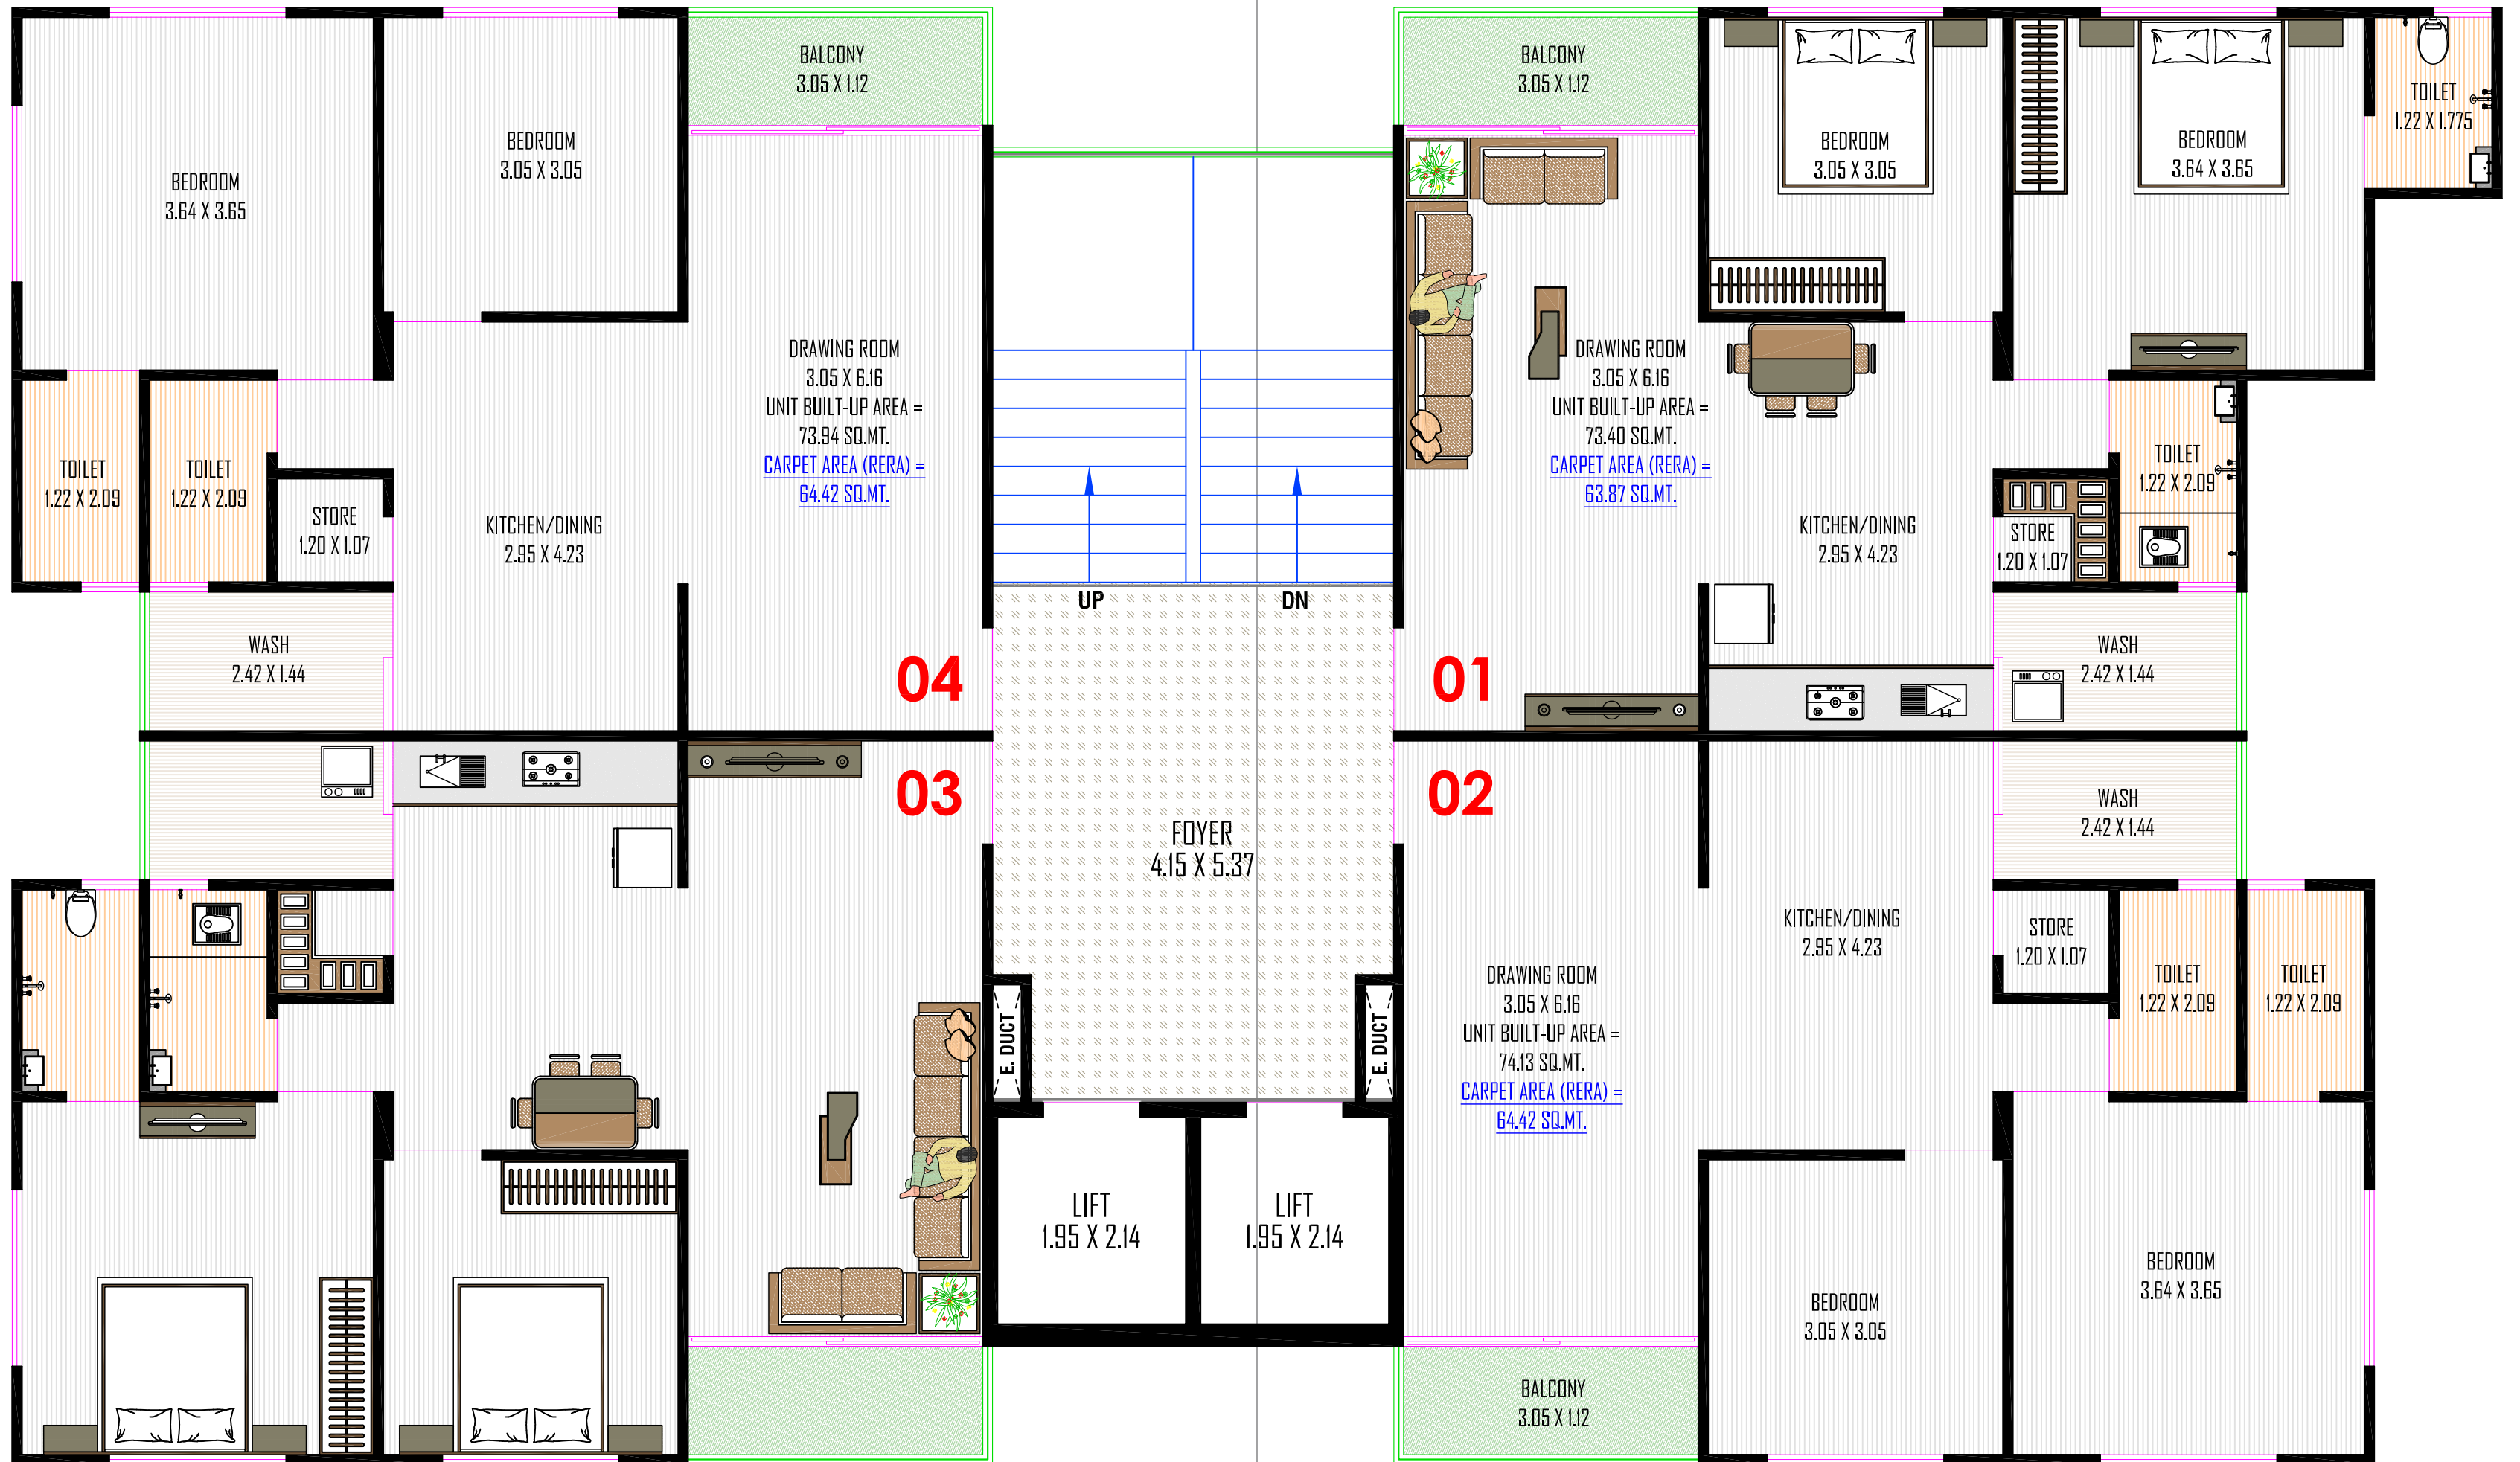 BALCONY
3.05 X 1.12
BEDROOM
3.05 X 3.05
BEDROOM
3.64 X 3.65
DRAWING ROOM
3.05 X 6.16
UNIT BUILT-UP AREA =
73.94 SQ.MT.
CARPET AREA (RERA) =
64.42 SQ.MT.
TOILET
1.22 X 2.09
TOILET
1.22 X 2.09
STORE
1.20 X 1.07
KITCHEN/DINING
2.95 X 4.23
WASH
2.42 X 1.44
04
BALCONY
3.05 X 1.12
BEDROOM
3.05 X 3.05
BEDROOM
3.64 X 3.65
TOILET
1.22 X 1.775
DRAWING ROOM
3.05 X 6.16
UNIT BUILT-UP AREA =
73.40 SQ.MT.
CARPET AREA (RERA) =
63.87 SQ.MT.
KITCHEN/DINING
2.95 X 4.23
TOILET
1.22 X 2.09
STORE
1.20 X 1.07
WASH
2.42 X 1.44
01
UP
DN
03
02
FOYER
4.15 X 5.37
E. DUCT
E. DUCT
LIFT
1.95 X 2.14
LIFT
1.95 X 2.14
WASH
2.42 X 1.44
KITCHEN/DINING
2.95 X 4.23
STORE
1.20 X 1.07
TOILET
1.22 X 2.09
TOILET
1.22 X 2.09
DRAWING ROOM
3.05 X 6.16
UNIT BUILT-UP AREA =
74.13 SQ.MT.
CARPET AREA (RERA) =
64.42 SQ.MT.
BEDROOM
3.05 X 3.05
BEDROOM
3.64 X 3.65
BALCONY
3.05 X 1.12